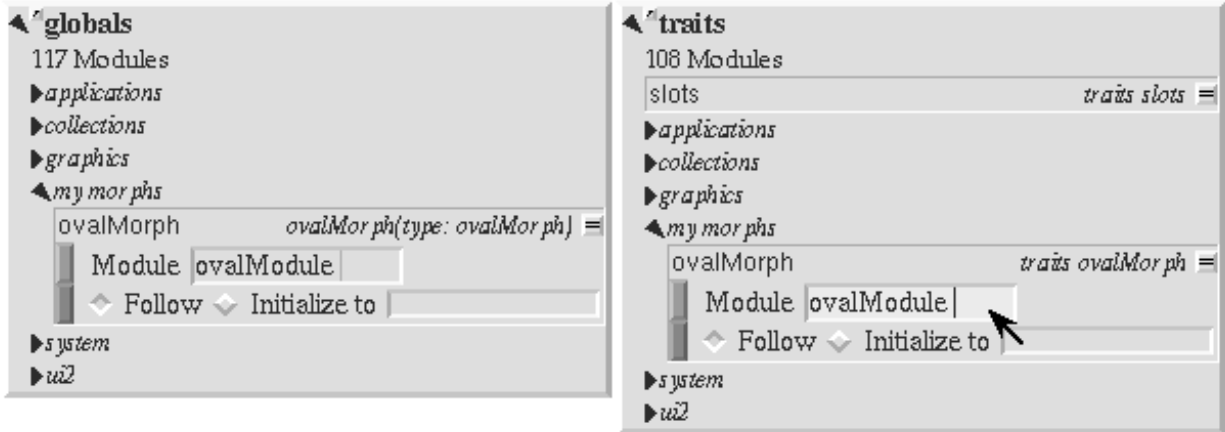 globals
117 Modules
applications
collections
graphics
my morphs
ovalMorph ovalMorph(type: ovalMorph)
Module ovalModule
Follow Initialize to
system
ui2
traits
108 Modules
slots traits slots
applications
collections
graphics
my morphs
ovalMorph traits ovalMorph
Module ovalModule
Follow Initialize to
system
ui2